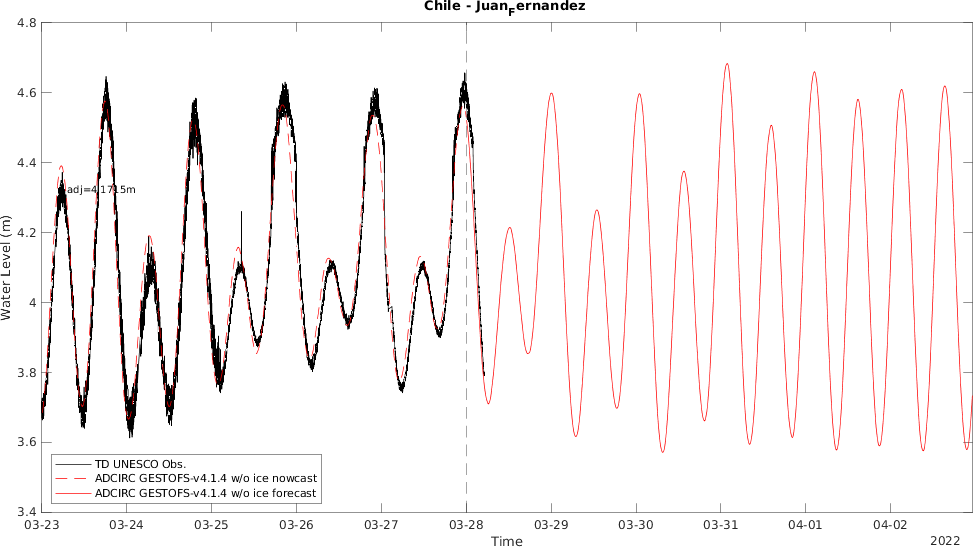 Chile - JuanFernandez
4.8
4.6
4.4
4.2
4
3.8
3.6
3.4
Water Level (m)
adj=4.1715m
TD UNESCO Obs.
ADCIRC GESTOFS-v4.1.4 w/o ice nowcast
ADCIRC GESTOFS-v4.1.4 w/o ice forecast
03-23 03-24 03-25 03-26 03-27 03-28 03-29 03-30 03-31 04-01 04-02
Time
2022